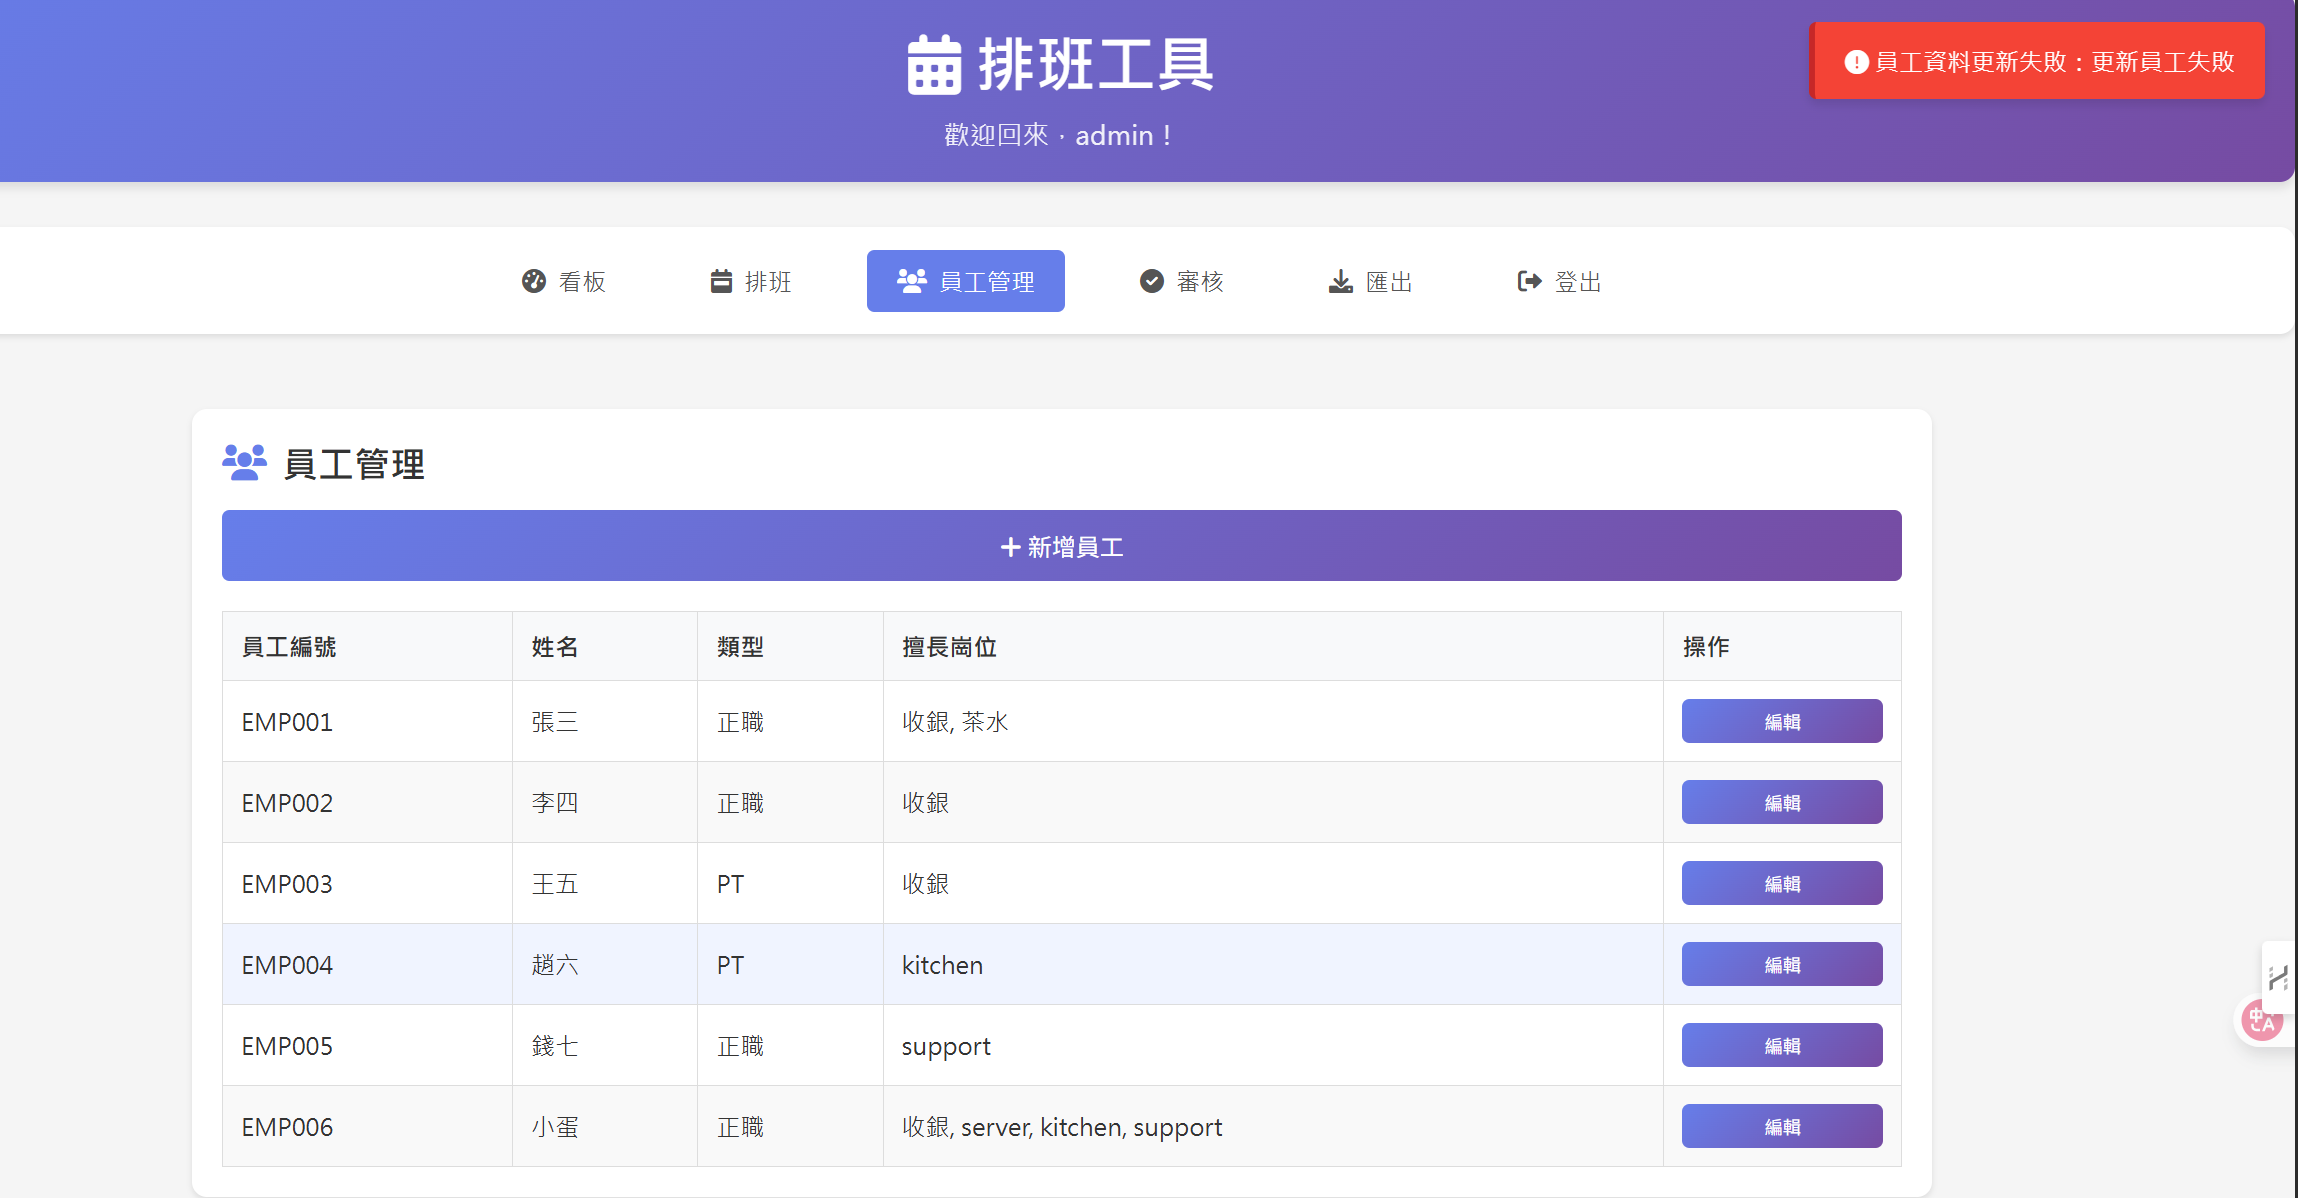 排班工具
歡迎回來，admin！
員工資料更新失敗：更新員工失敗
看板 排班 員工管理 審核 匯出 登出
員工管理
新增員工
員工編號 姓名 類型 擅長崗位 操作
EMP001 張三 正職 收銀, 茶水 編輯
EMP002 李四 正職 收銀 編輯
EMP003 王五 PT 收銀 編輯
EMP004 趙六 PT kitchen 編輯
EMP005 錢七 正職 support 編輯
EMP006 小蛋 正職 收銀, server, kitchen, support 編輯
中A